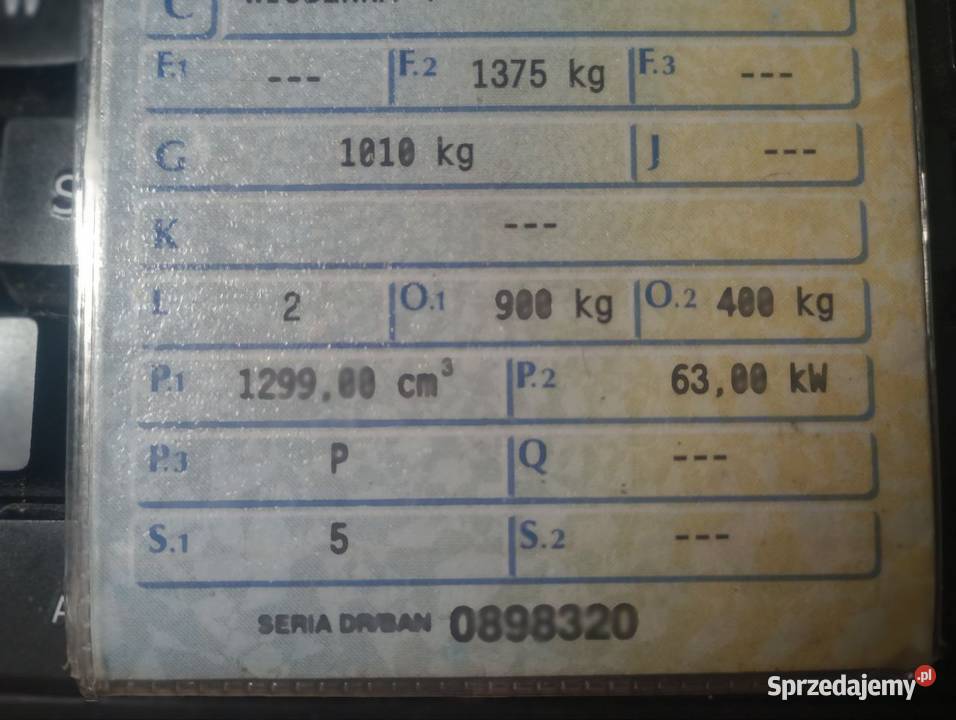 C
F.1 --- F.2 1375 kg F.3 ---
G 1010 kg J ---
K ---
L 2 O.1 900 kg O.2 400 kg
P.1 1299,00 cm³ P.2 63,00 kW
P.3 P Q ---
S.1 5 S.2 ---
SERIA DR/BAN 0898320
Sprzedajemy.pl